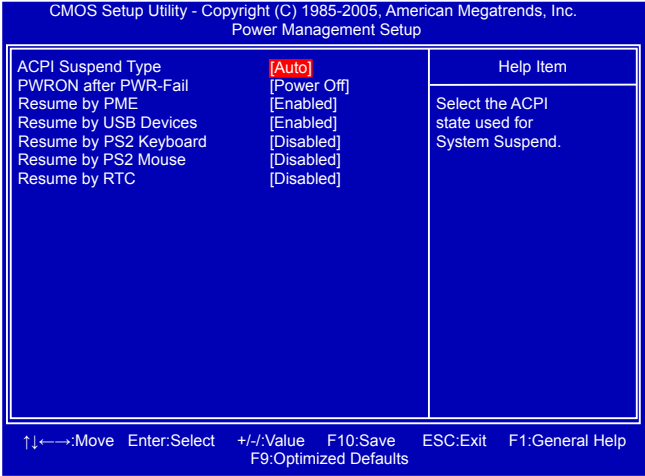 CMOS Setup Utility - Copyright (C) 1985-2005, American Megatrends, Inc.
Power Management Setup
ACPI Suspend Type [Auto]
PWRON after PWR-Fail [Power Off]
Resume by PME [Enabled]
Resume by USB Devices [Enabled]
Resume by PS2 Keyboard [Disabled]
Resume by PS2 Mouse [Disabled]
Resume by RTC [Disabled]
Help Item
Select the ACPI
state used for
System Suspend.
↑↓←→:Move Enter:Select +/-/:Value F10:Save ESC:Exit F1:General Help
F9:Optimized Defaults